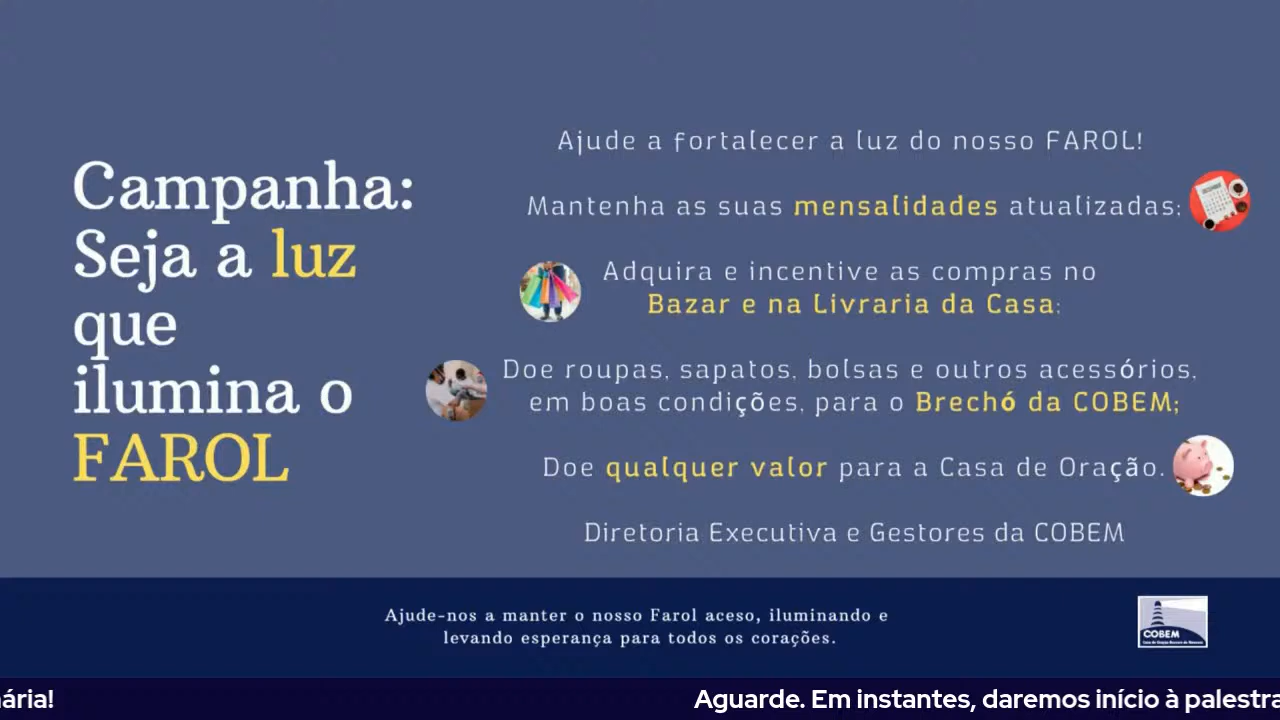 Campanha:
Seja a luz
que
ilumina o
FAROL
Ajude a fortalecer a luz do nosso FAROL!
Mantenha as suas mensalidades atualizadas;
Adquira e incentive as compras no
Bazar e na Livraria da Casa;
Doe roupas, sapatos, bolsas e outros acessórios,
em boas condições, para o Brechó da COBEM;
Doe qualquer valor para a Casa de Oração.
Diretoria Executiva e Gestores da COBEM
Ajude-nos a manter o nosso Farol aceso, iluminando e
levando esperança para todos os corações.
COBEM
ária! Aguarde. Em instantes, daremos início à palestra